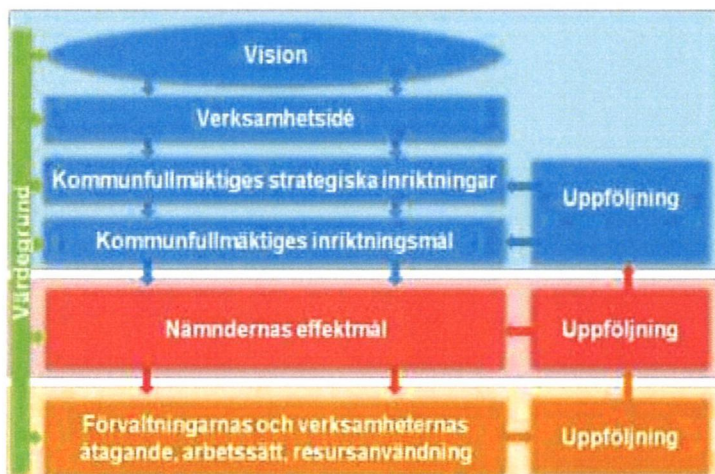 Värdegrund
Vision
Verksamhetsidé
Kommunfullmäktiges strategiska inriktningar
Uppföljning
Kommunfullmäktiges inriktningsmål
Nämndernas effektmål
Uppföljning
Förvaltningarnas och verksamheternas
åtagande, arbetssätt, resursanvändning
Uppföljning